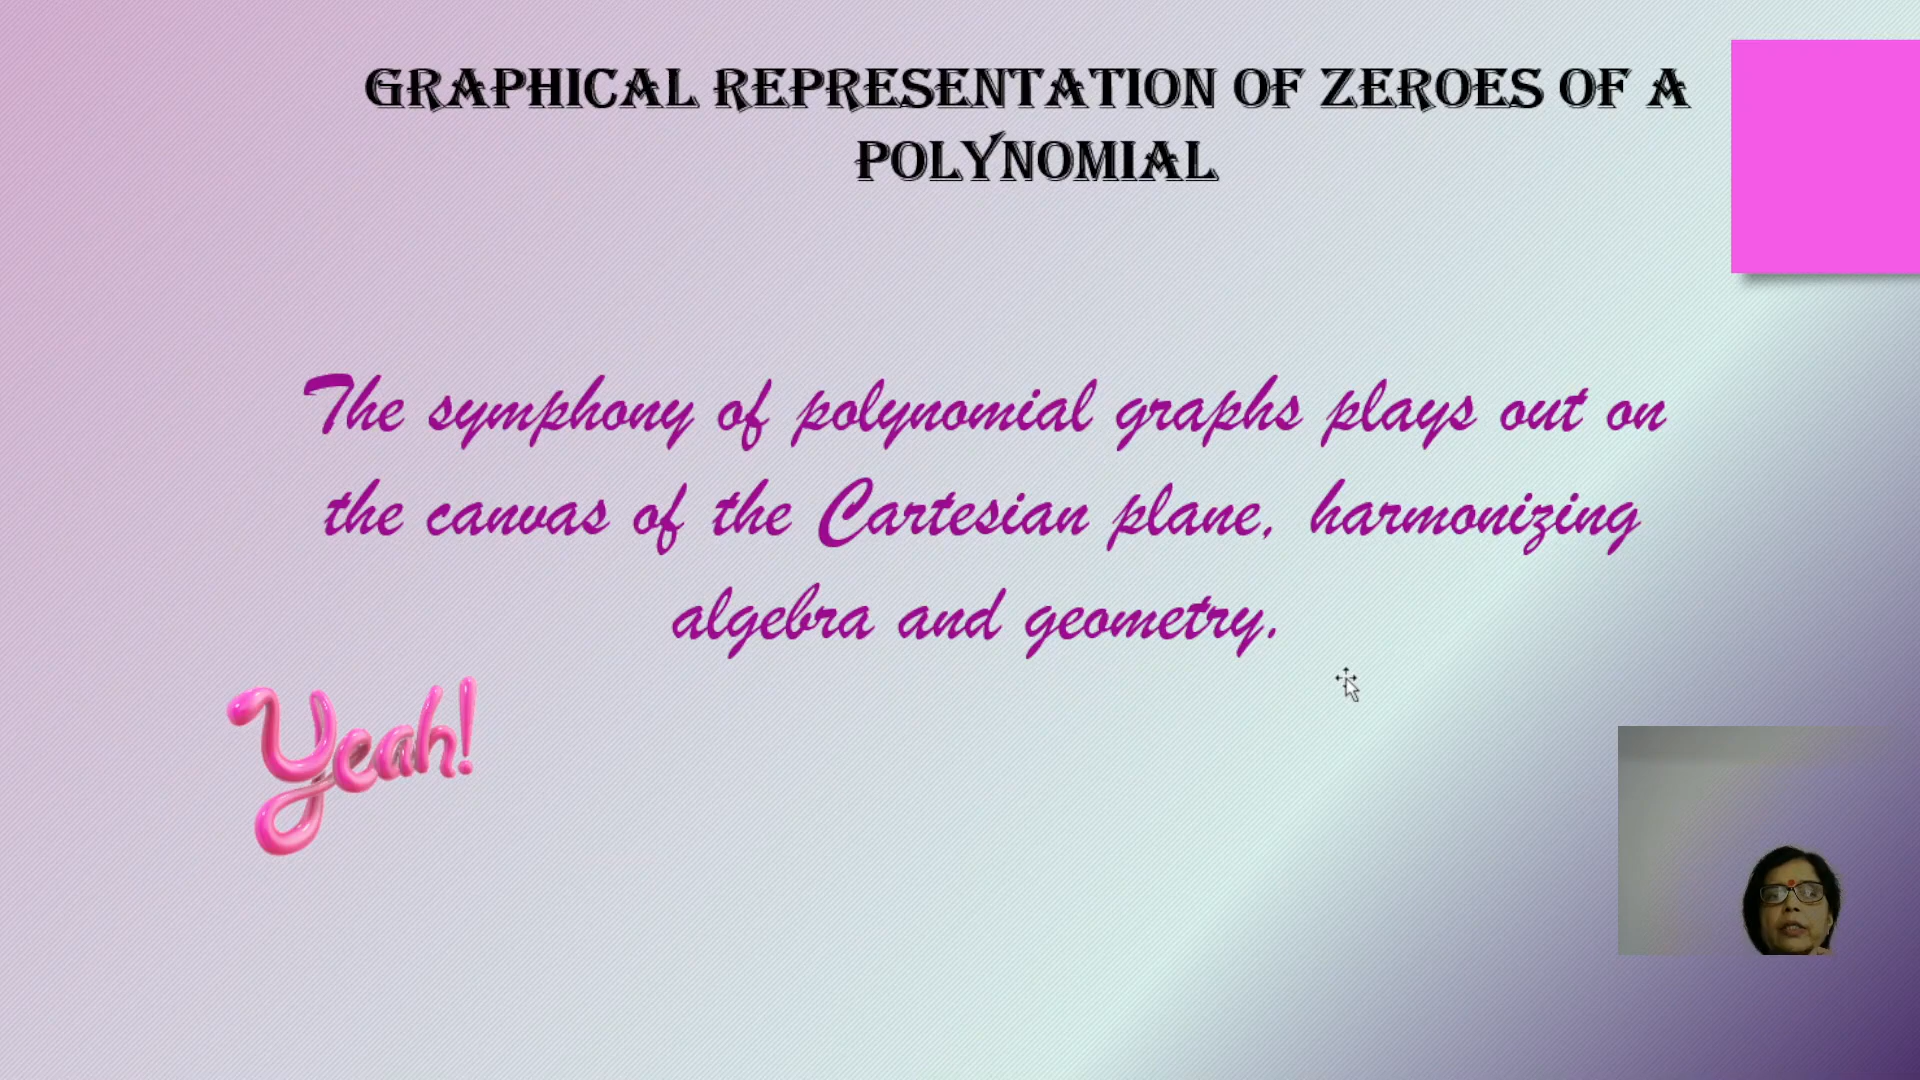 GRAPHICAL REPRESENTATION OF ZEROES OF A
POLYNOMIAL
The symphony of polynomial graphs plays out on
the canvas of the Cartesian plane, harmonizing
algebra and geometry.
Yeah!